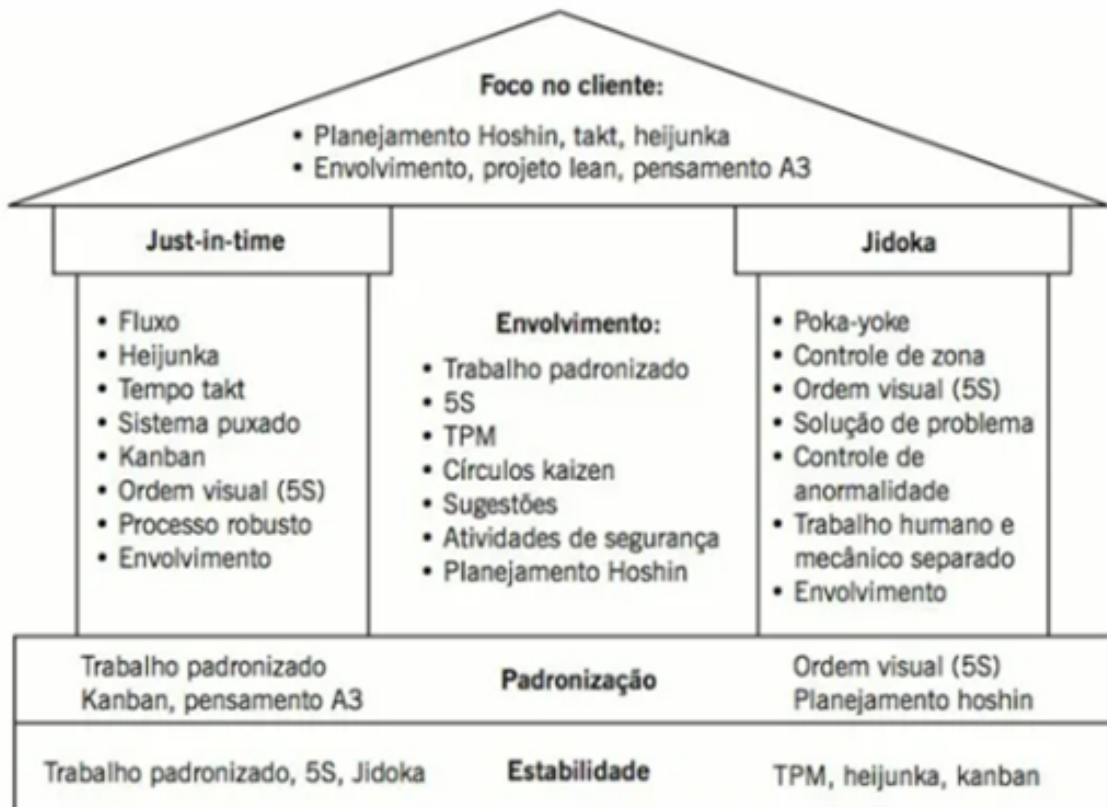 Foco no cliente:
• Planejamento Hoshin, takt, heijunka
• Envolvimento, projeto lean, pensamento A3
Just-in-time
• Fluxo
• Heijunka
• Tempo takt
• Sistema puxado
• Kanban
• Ordem visual (5S)
• Processo robusto
• Envolvimento
Envolvimento:
• Trabalho padronizado
• 5S
• TPM
• Círculos kaizen
• Sugestões
• Atividades de segurança
• Planejamento Hoshin
Jidoka
• Poka-yoke
• Controle de zona
• Ordem visual (5S)
• Solução de problema
• Controle de
anormalidade
• Trabalho humano e
mecânico separado
• Envolvimento
Trabalho padronizado
Kanban, pensamento A3
Padronização
Ordem visual (5S)
Planejamento hoshin
Trabalho padronizado, 5S, Jidoka
Estabilidade
TPM, heijunka, kanban